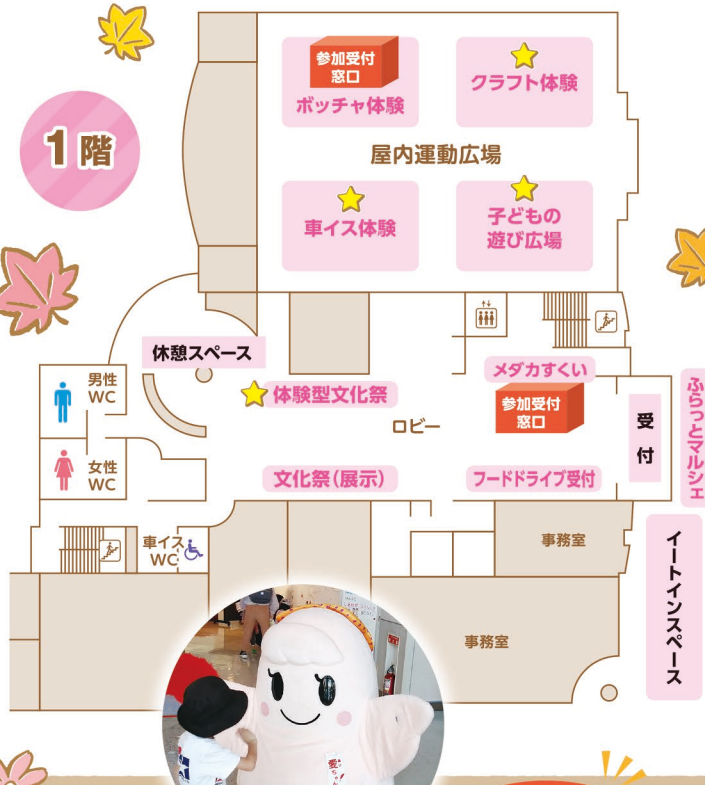 1階
参加受付
窓口
ボッチャ体験
クラフト体験
屋内運動広場
車イス体験
子どもの
遊び広場
休憩スペース
男性
WC
体験型文化祭
メダカすくい
参加受付
窓口
ロビー
受付
ふらっとマルシェ
女性
WC
文化祭(展示)
フードドライブ受付
車イス
WC
事務室
イートインスペース
事務室